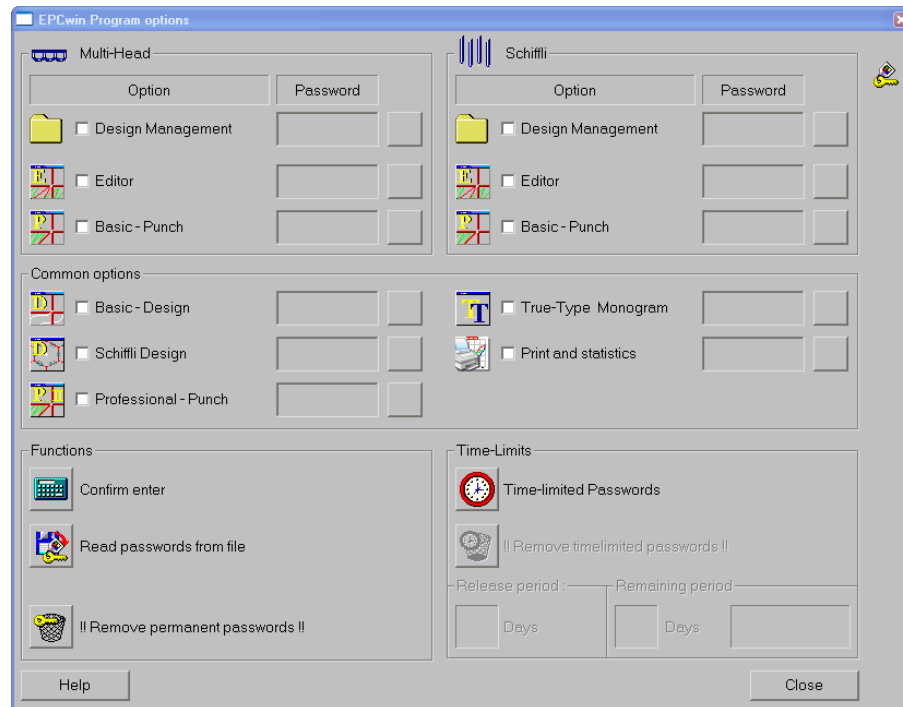 EPCwin Program options
Multi-Head
Option Password
Design Management
Editor
Basic - Punch
Schiffli
Option Password
Design Management
Editor
Basic - Punch
Common options
Basic - Design
Schiffli Design
Professional - Punch
True-Type Monogram
Print and statistics
Functions
Confirm enter
Read passwords from file
!! Remove permanent passwords !!
Time-Limits
Time-limited Passwords
!! Remove timelimited passwords !!
Release period :
Days
Remaining period
Days
Help
Close